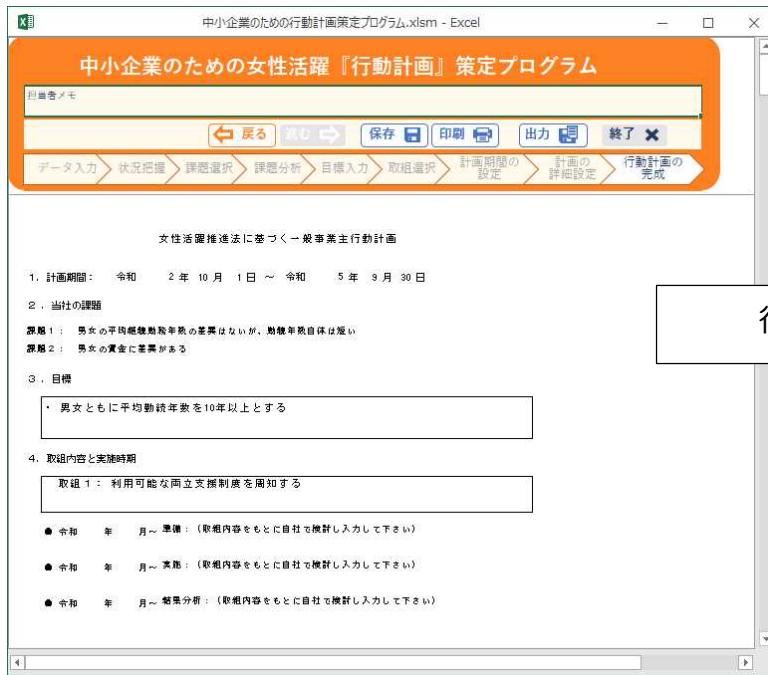 中小企業のための行動計画策定プログラム.xlsm - Excel
中小企業のための女性活躍『行動計画』策定プログラム
担当者メモ
戻る 進む 保存 印刷 出力 終了
データ入力 状況把握 課題選択 課題分析 目標入力 取組選択 計画期間の設定 計画の詳細設定 行動計画の完成
女性活躍推進法に基づく一般事業主行動計画
1. 計画期間： 令和 2 年 10 月 1 日 ～ 令和 5 年 9 月 30 日
2 . 当社の課題
課題1： 男女の平均継続勤務年数の差異はないが、勤続年数自体は短い
課題2： 男女の賃金に差異がある
3 . 目標
・ 男女ともに平均勤続年数を10年以上とする
4. 取組内容と実施時期
取組1： 利用可能な両立支援制度を周知する
● 令和 年 月～ 準備：（取組内容をもとに自社で検討し入力して下さい）
● 令和 年 月～ 実施：（取組内容をもとに自社で検討し入力して下さい）
● 令和 年 月～ 結果分析：（取組内容をもとに自社で検討し入力して下さい）